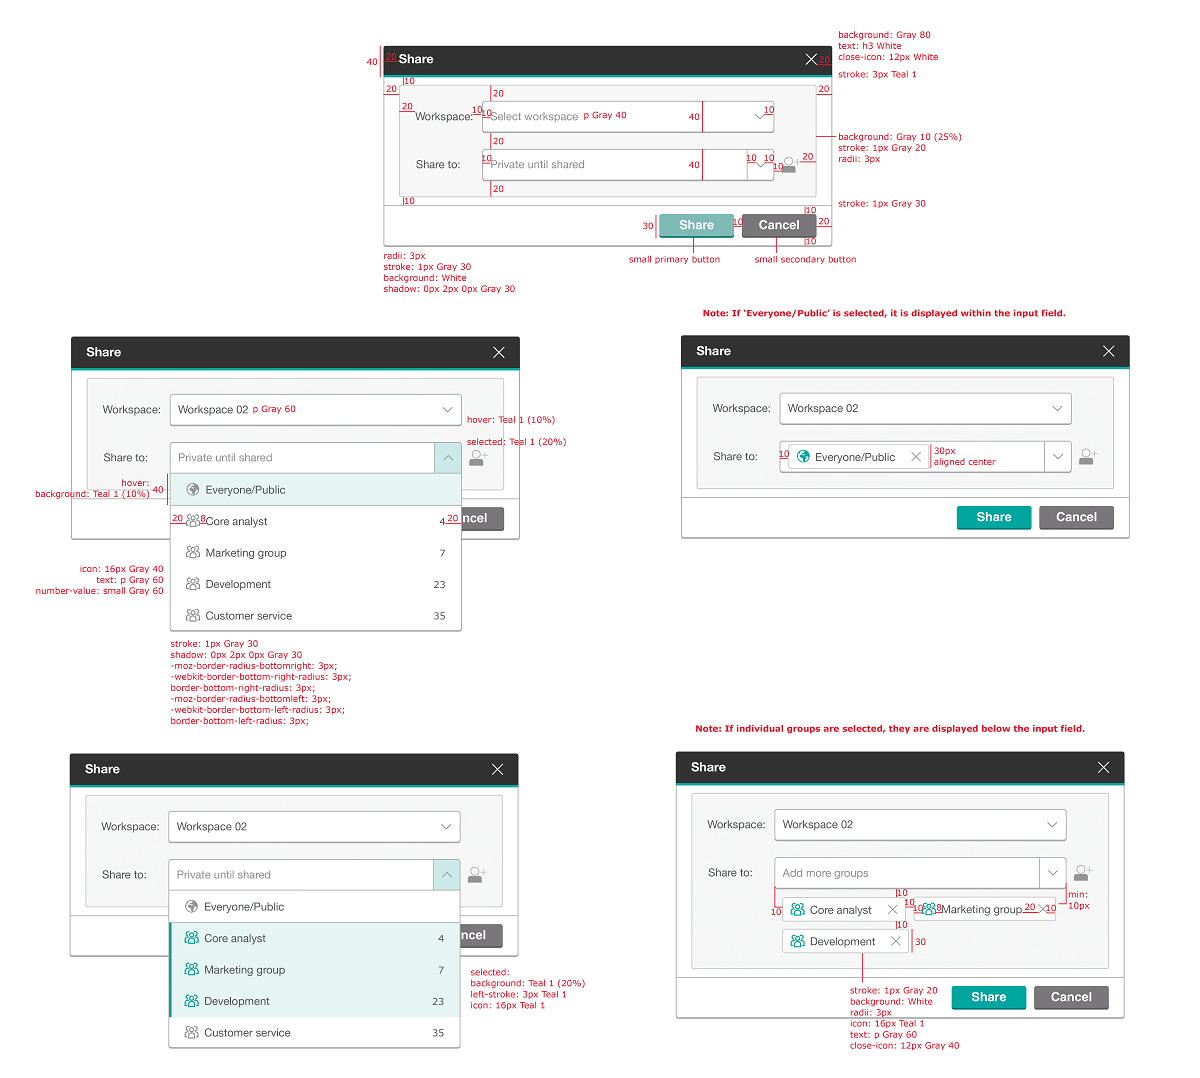 background: Gray 80
text: h3 White
close-icon: 12px White
stroke: 3px Teal 1
40
20
Share
20
10
20
20
20
20
Workspace:
10
10
Select workspace
p Gray 40
40
10
background: Gray 10 (25%)
stroke: 1px Gray 20
radii: 3px
20
Share to:
10
Private until shared
40
10
10
10
20
20
10
stroke: 1px Gray 30
10
30
Share
10
Cancel
20
10
small primary button
small secondary button
radii: 3px
stroke: 1px Gray 30
background: White
shadow: 0px 2px 0px Gray 30
Note: If ‘Everyone/Public’ is selected, it is displayed within the input field.
Share
Workspace:
Workspace 02
p Gray 60
hover: Teal 1 (10%)
selected: Teal 1 (20%)
Share to:
Private until shared
hover:
background: Teal 1 (10%)
40
Everyone/Public
20
8
Core analyst
4
20
ncel
Marketing group
7
icon: 16px Gray 40
text: p Gray 60
number-value: small Gray 60
Development
23
Customer service
35
stroke: 1px Gray 30
shadow: 0px 2px 0px Gray 30
-moz-border-radius-bottomright: 3px;
-webkit-border-bottom-right-radius: 3px;
border-bottom-right-radius: 3px;
-moz-border-radius-bottomleft: 3px;
-webkit-border-bottom-left-radius: 3px;
border-bottom-left-radius: 3px;
Share
Workspace:
Workspace 02
Share to:
10
Everyone/Public
30px
aligned center
Share
Cancel
Share
Workspace:
Workspace 02
Share to:
Private until shared
Everyone/Public
Core analyst
4
ncel
Marketing group
7
Development
23
Customer service
35
selected:
background: Teal 1 (20%)
left-stroke: 3px Teal 1
icon: 16px Teal 1
Note: If individual groups are selected, they are displayed below the input field.
Share
Workspace:
Workspace 02
Share to:
Add more groups
10
min:
10px
10
Core analyst
10
10
8
Marketing group
20
10
10
Development
30
stroke: 1px Gray 20
background: White
radii: 3px
icon: 16px Teal 1
text: p Gray 60
close-icon: 12px Gray 40
Share
Cancel